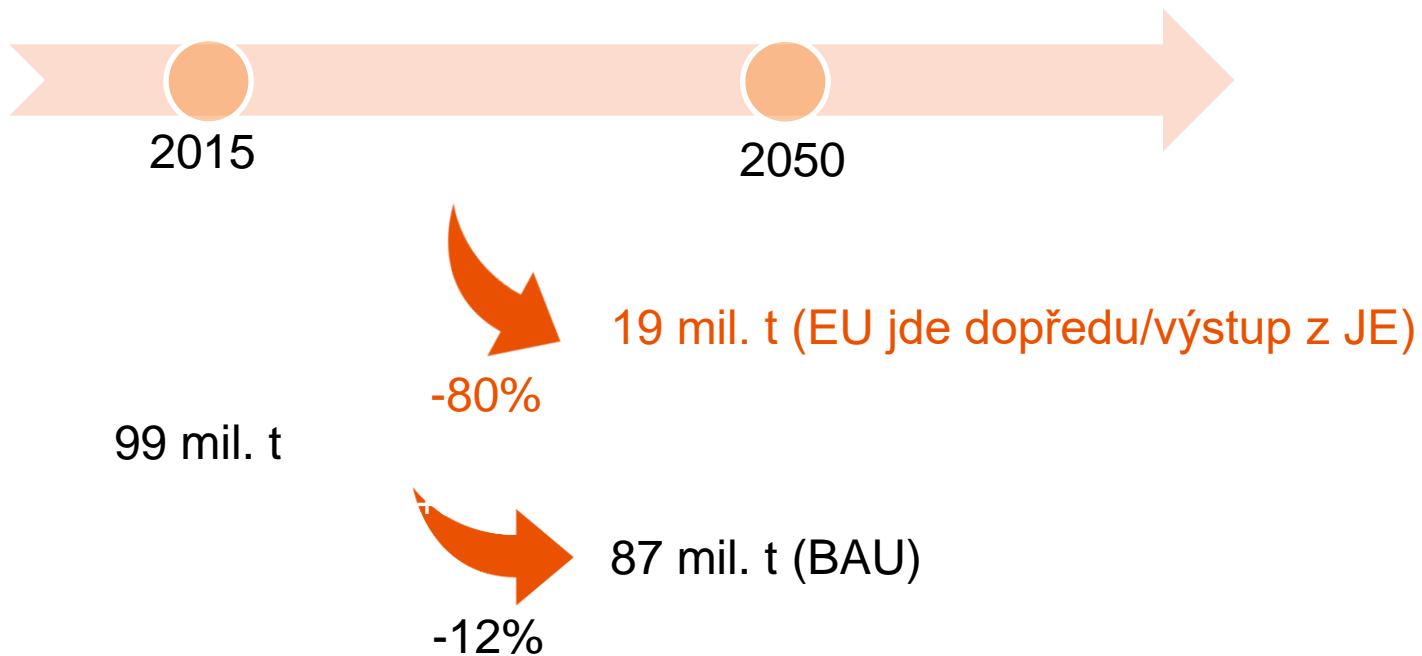 2015
2050
19 mil. t (EU jde dopředu/výstup z JE)
-80%
99 mil. t
+
87 mil. t (BAU)
-12%